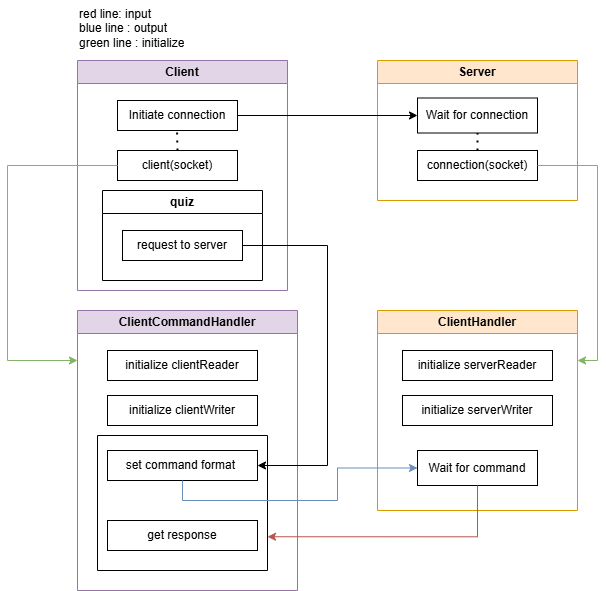 red line: input
blue line : output
green line : initialize
Client
Server
Initiate connection
Wait for connection
client(socket)
connection(socket)
quiz
request to server
ClientCommandHandler
ClientHandler
initialize clientReader
initialize serverReader
initialize clientWriter
initialize serverWriter
set command format
Wait for command
get response